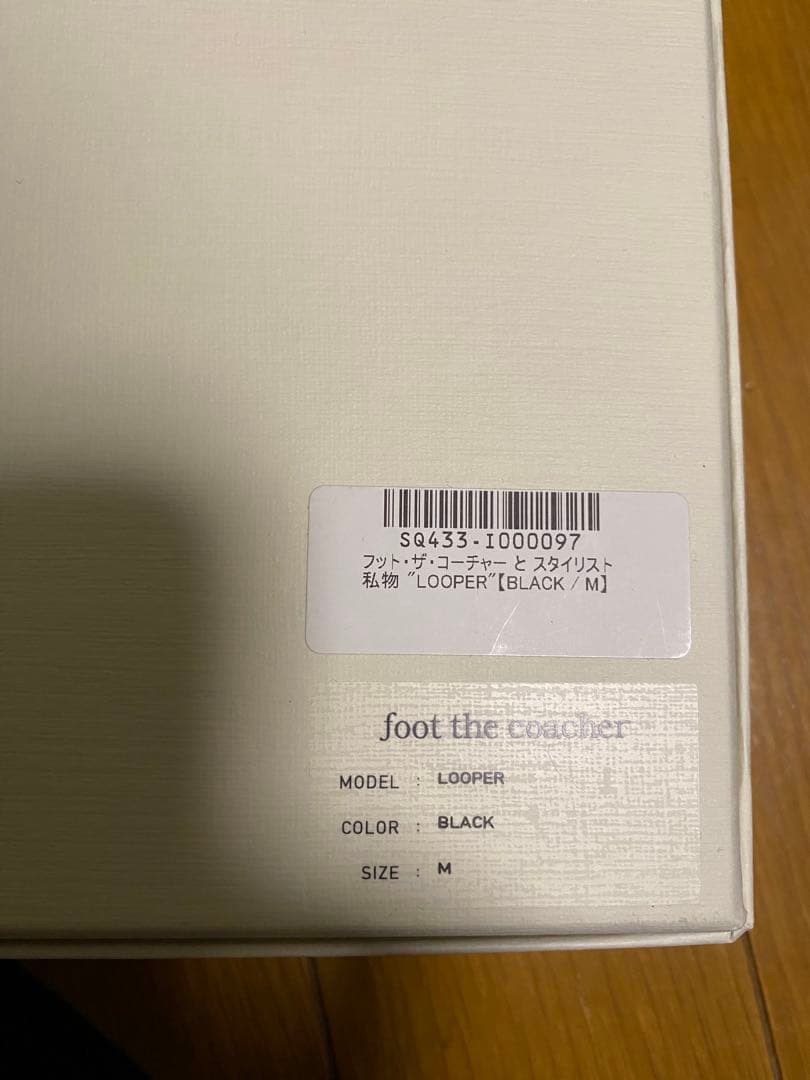 SQ433-I000097
フット・ザ・コーチャー と スタイリスト
私物 "LOOPER"【BLACK / M】
foot the coacher
MODEL : LOOPER
COLOR : BLACK
SIZE : M